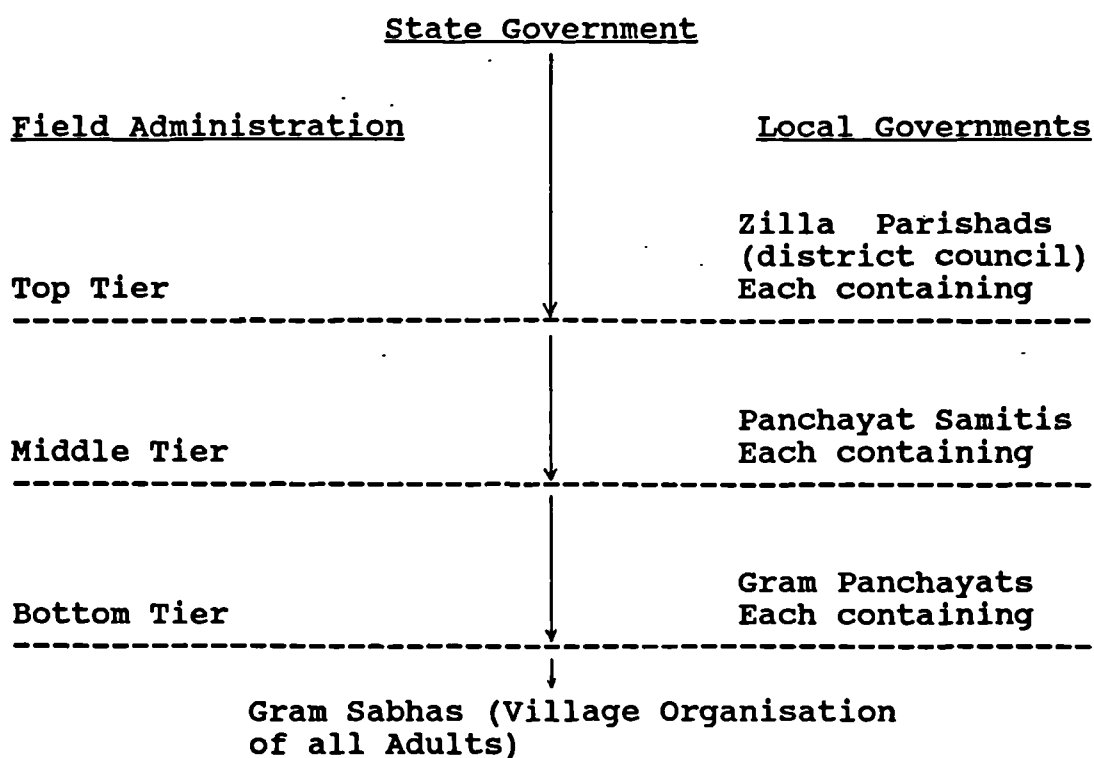 State Government
Field Administration
Local Governments
Zilla Parishads
(district council)
Top Tier
Each containing
Panchayat Samitis
Middle Tier
Each containing
Gram Panchayats
Bottom Tier
Each containing
Gram Sabhas (Village Organisation
of all Adults)